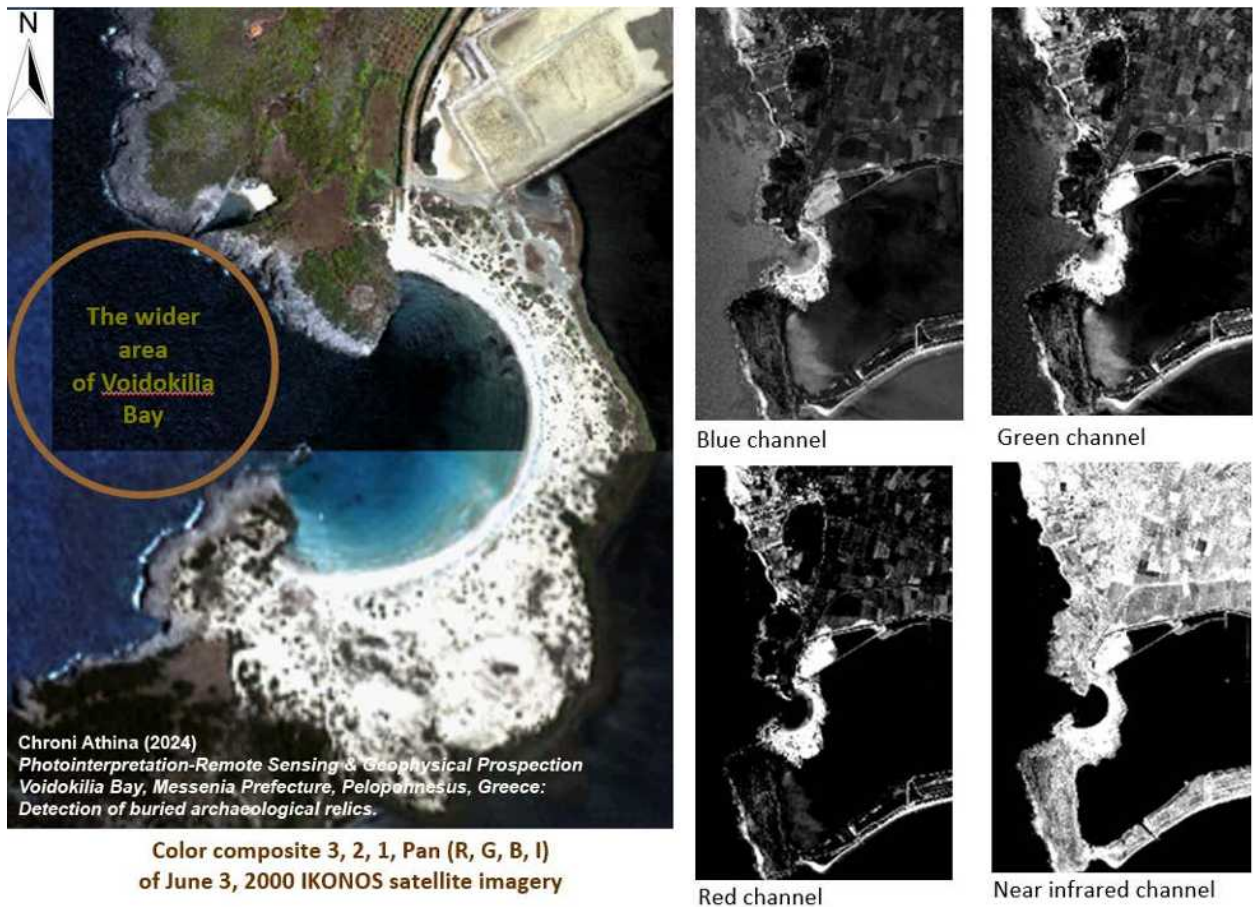 N
The wider
area
of Voidokilia
Bay
Chroni Athina (2024)
Photointerpretation-Remote Sensing & Geophysical Prospection
Voidokilia Bay, Messenia Prefecture, Peloponnesus, Greece:
Detection of buried archaeological relics.
Color composite 3, 2, 1, Pan (R, G, B, I)
of June 3, 2000 IKONOS satellite imagery
Blue channel
Green channel
Red channel
Near infrared channel